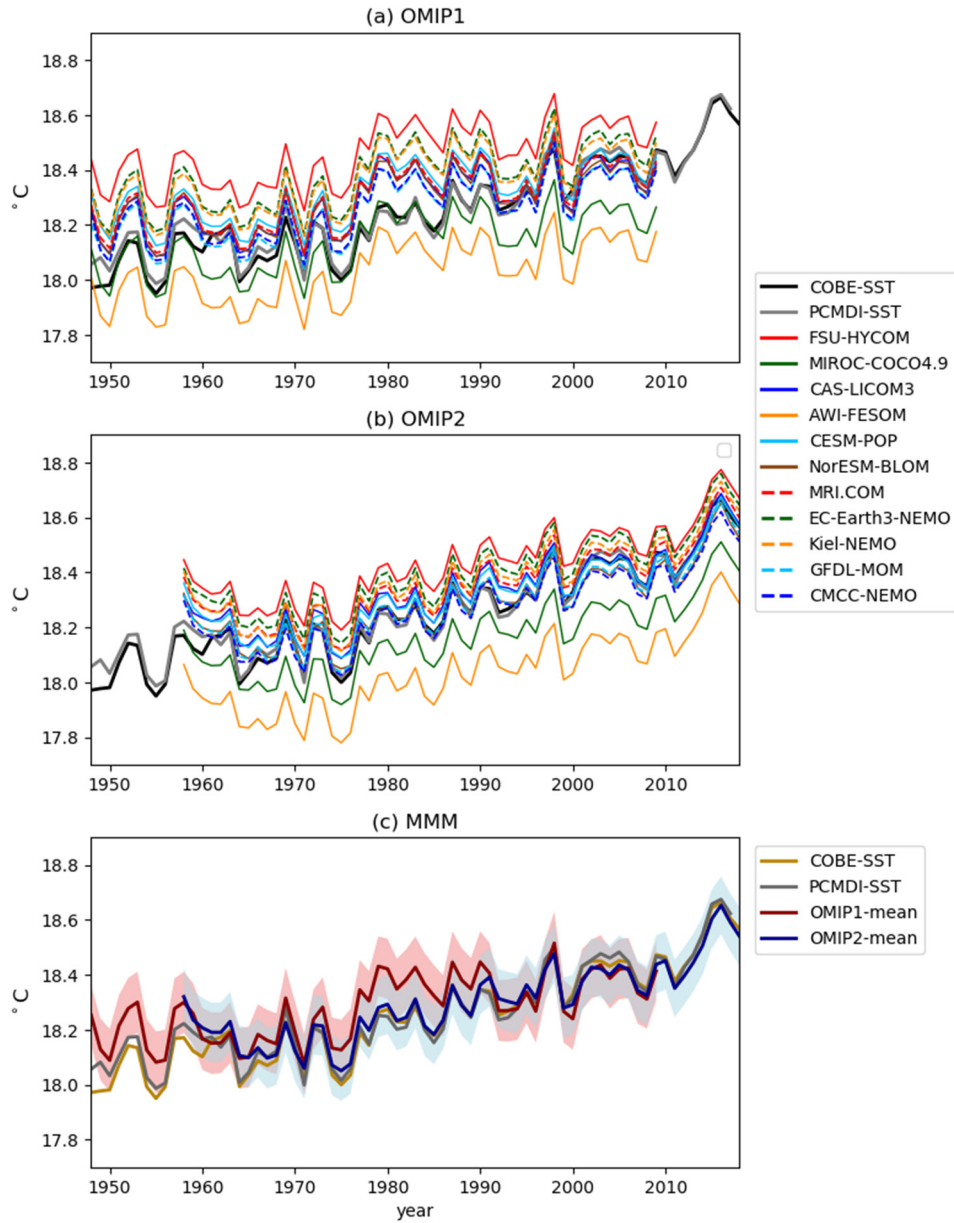 (a) OMIP1
18.8
18.6
18.4
18.2
18.0
17.8
°C
1950 1960 1970 1980 1990 2000 2010
(b) OMIP2
18.8
18.6
18.4
18.2
18.0
17.8
°C
1950 1960 1970 1980 1990 2000 2010
COBE-SST
PCMDI-SST
FSU-HYCOM
MIROC-COCO4.9
CAS-LICOM3
AWI-FESOM
CESM-POP
NorESM-BLOM
MRI.COM
EC-Earth3-NEMO
Kiel-NEMO
GFDL-MOM
CMCC-NEMO
(c) MMM
18.8
18.6
18.4
18.2
18.0
17.8
°C
1950 1960 1970 1980 1990 2000 2010
year
COBE-SST
PCMDI-SST
OMIP1-mean
OMIP2-mean